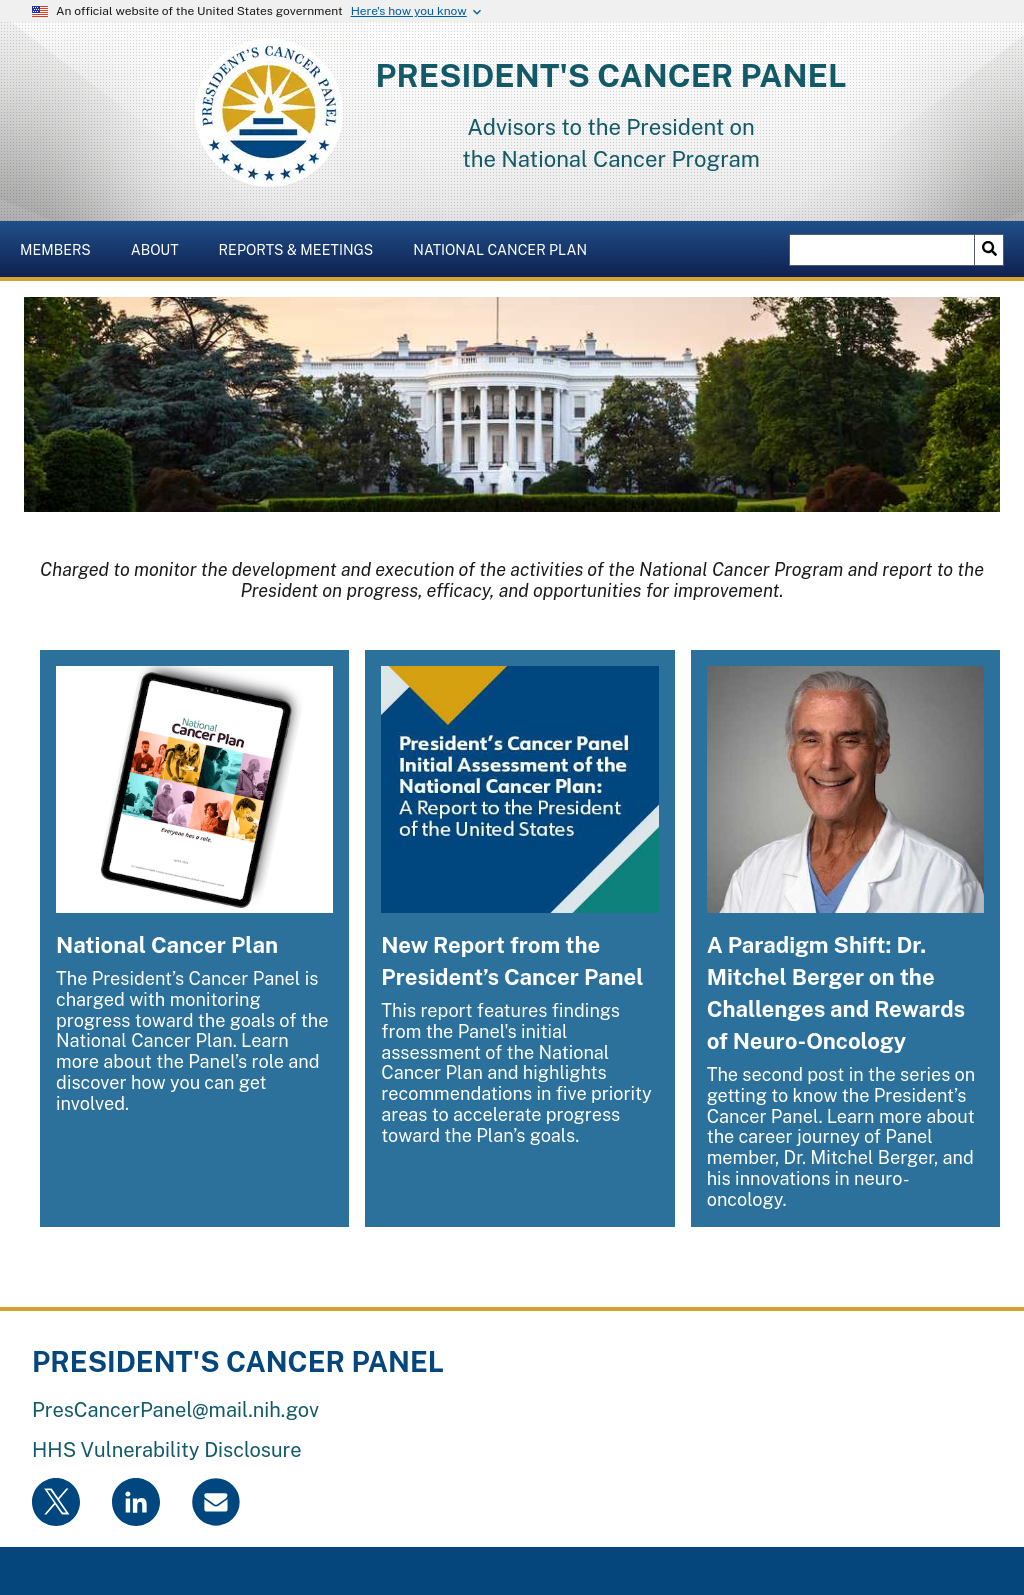 An official website of the United States government Here's how you know
PRESIDENT'S CANCER PANEL
PRESIDENT'S CANCER PANEL
Advisors to the President on
the National Cancer Program
MEMBERS ABOUT REPORTS & MEETINGS NATIONAL CANCER PLAN
Charged to monitor the development and execution of the activities of the National Cancer Program and report to the
President on progress, efficacy, and opportunities for improvement.
National
Cancer Plan
Everyone has a role.
National Cancer Plan
The President’s Cancer Panel is
charged with monitoring
progress toward the goals of the
National Cancer Plan. Learn
more about the Panel’s role and
discover how you can get
involved.
President’s Cancer Panel
Initial Assessment of the
National Cancer Plan:
A Report to the President
of the United States
New Report from the
President’s Cancer Panel
This report features findings
from the Panel's initial
assessment of the National
Cancer Plan and highlights
recommendations in five priority
areas to accelerate progress
toward the Plan’s goals.
A Paradigm Shift: Dr.
Mitchel Berger on the
Challenges and Rewards
of Neuro-Oncology
The second post in the series on
getting to know the President’s
Cancer Panel. Learn more about
the career journey of Panel
member, Dr. Mitchel Berger, and
his innovations in neuro-
oncology.
PRESIDENT'S CANCER PANEL
PresCancerPanel@mail.nih.gov
HHS Vulnerability Disclosure
in